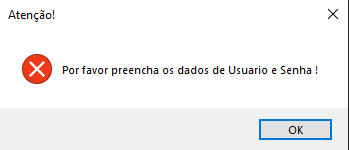 Atenção!
Por favor preencha os dados de Usuario e Senha !
OK